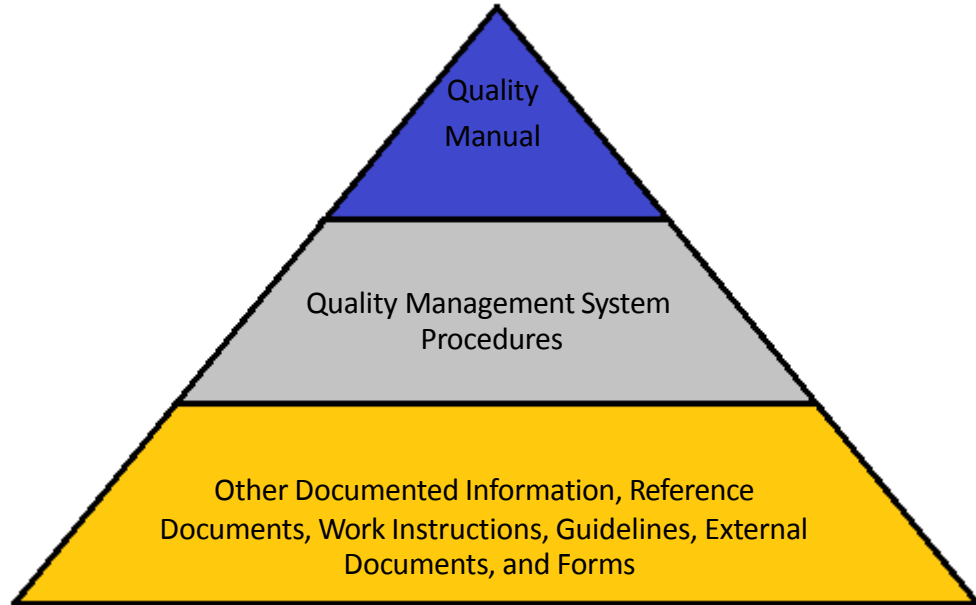 Quality
Manual
Quality Management System
Procedures
Other Documented Information, Reference
Documents, Work Instructions, Guidelines, External
Documents, and Forms